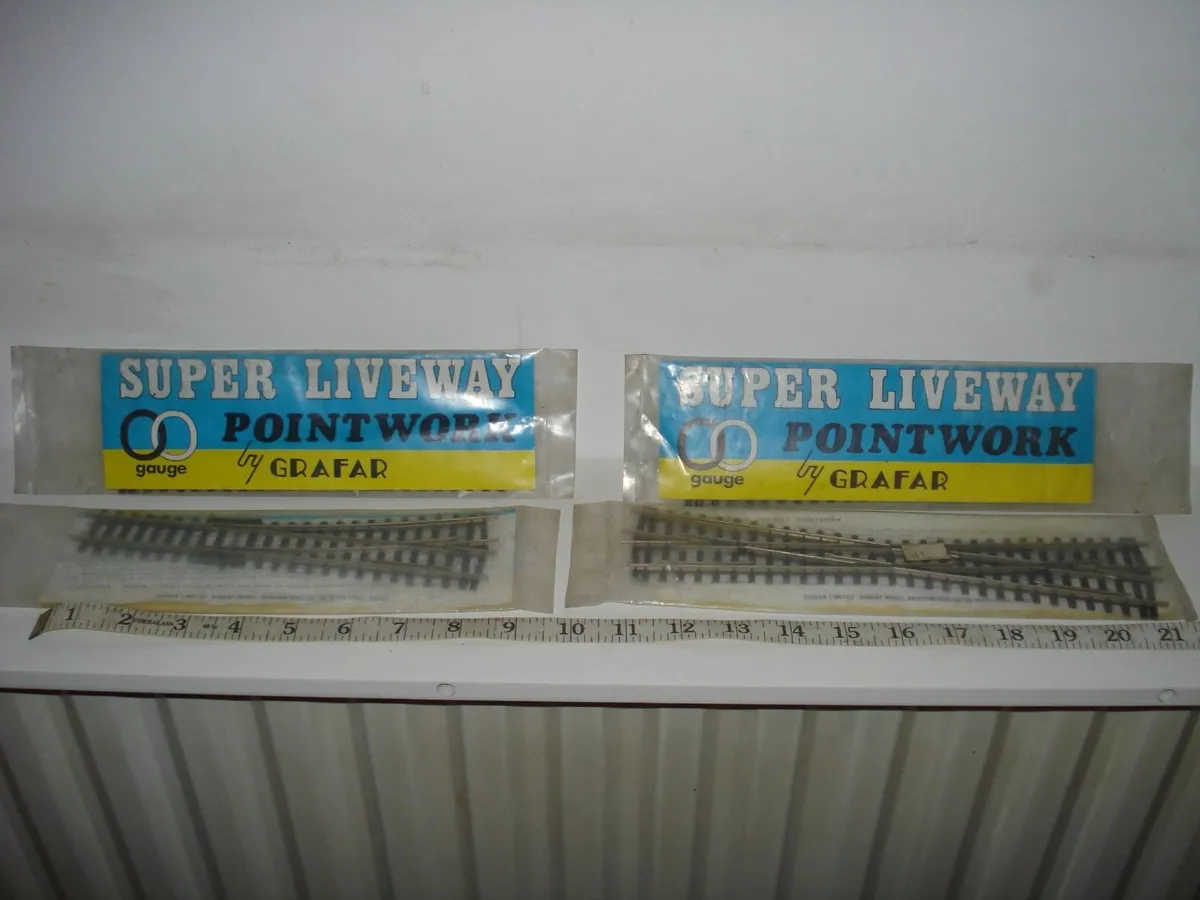 SUPER LIVEWAY
OO POINTWORK
gauge by GRAFAR
SUPER LIVEWAY
OO POINTWORK
gauge by GRAFAR
POINTWORK
1 2 3 4 5 6 7 8 9 10 11 12 13 14 15 16 17 18 19 20 21